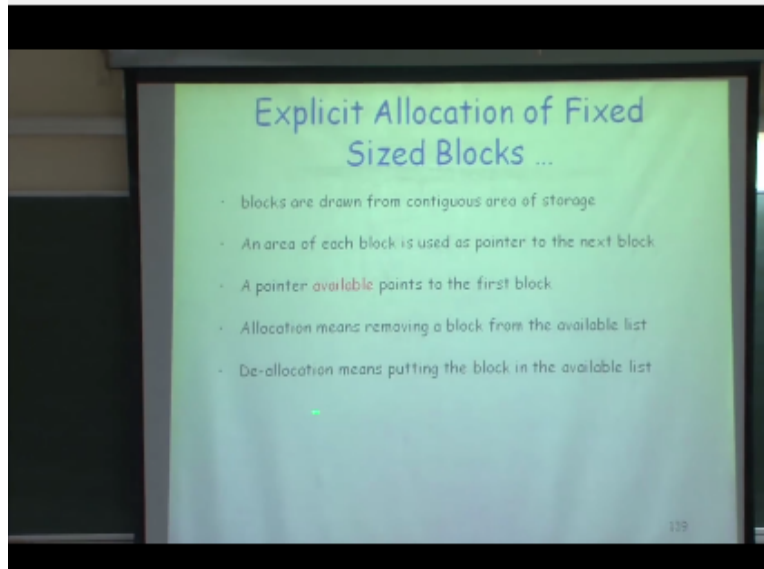 Explicit Allocation of Fixed
Sized Blocks ...
· blocks are drawn from contiguous area of storage
· An area of each block is used as pointer to the next block
· A pointer available points to the first block
· Allocation means removing a block from the available list
· De-allocation means putting the block in the available list
139